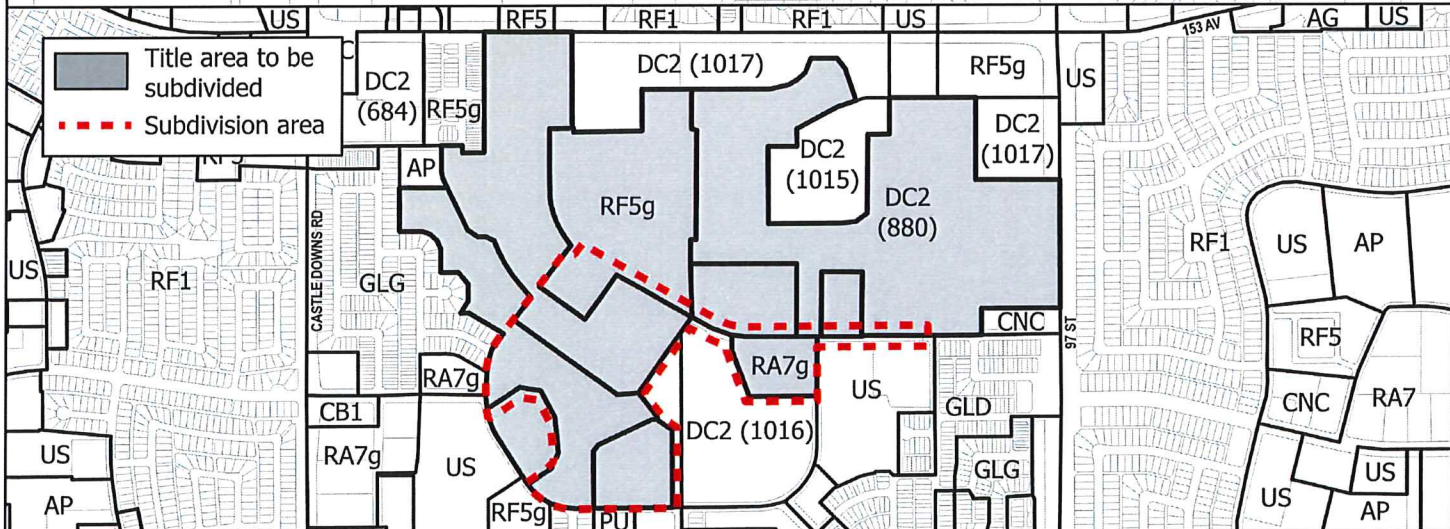 US
RF5
RF1
RF1
US
AG
US
153 AV
Title area to be
subdivided
Subdivision area
DC2
(684)
RF5g
DC2 (1017)
RF5g
US
DC2
(1017)
AP
DC2
(1015)
RF5g
DC2
(880)
US
RF1
CASTLE DOWNS RD
GLG
RF1
US
AP
CNC
97 ST
RF5
RA7g
RA7g
US
CB1
GLD
CNC
RA7
DC2 (1016)
US
RA7g
US
GLG
US
US
AP
RF5g
PU
AP